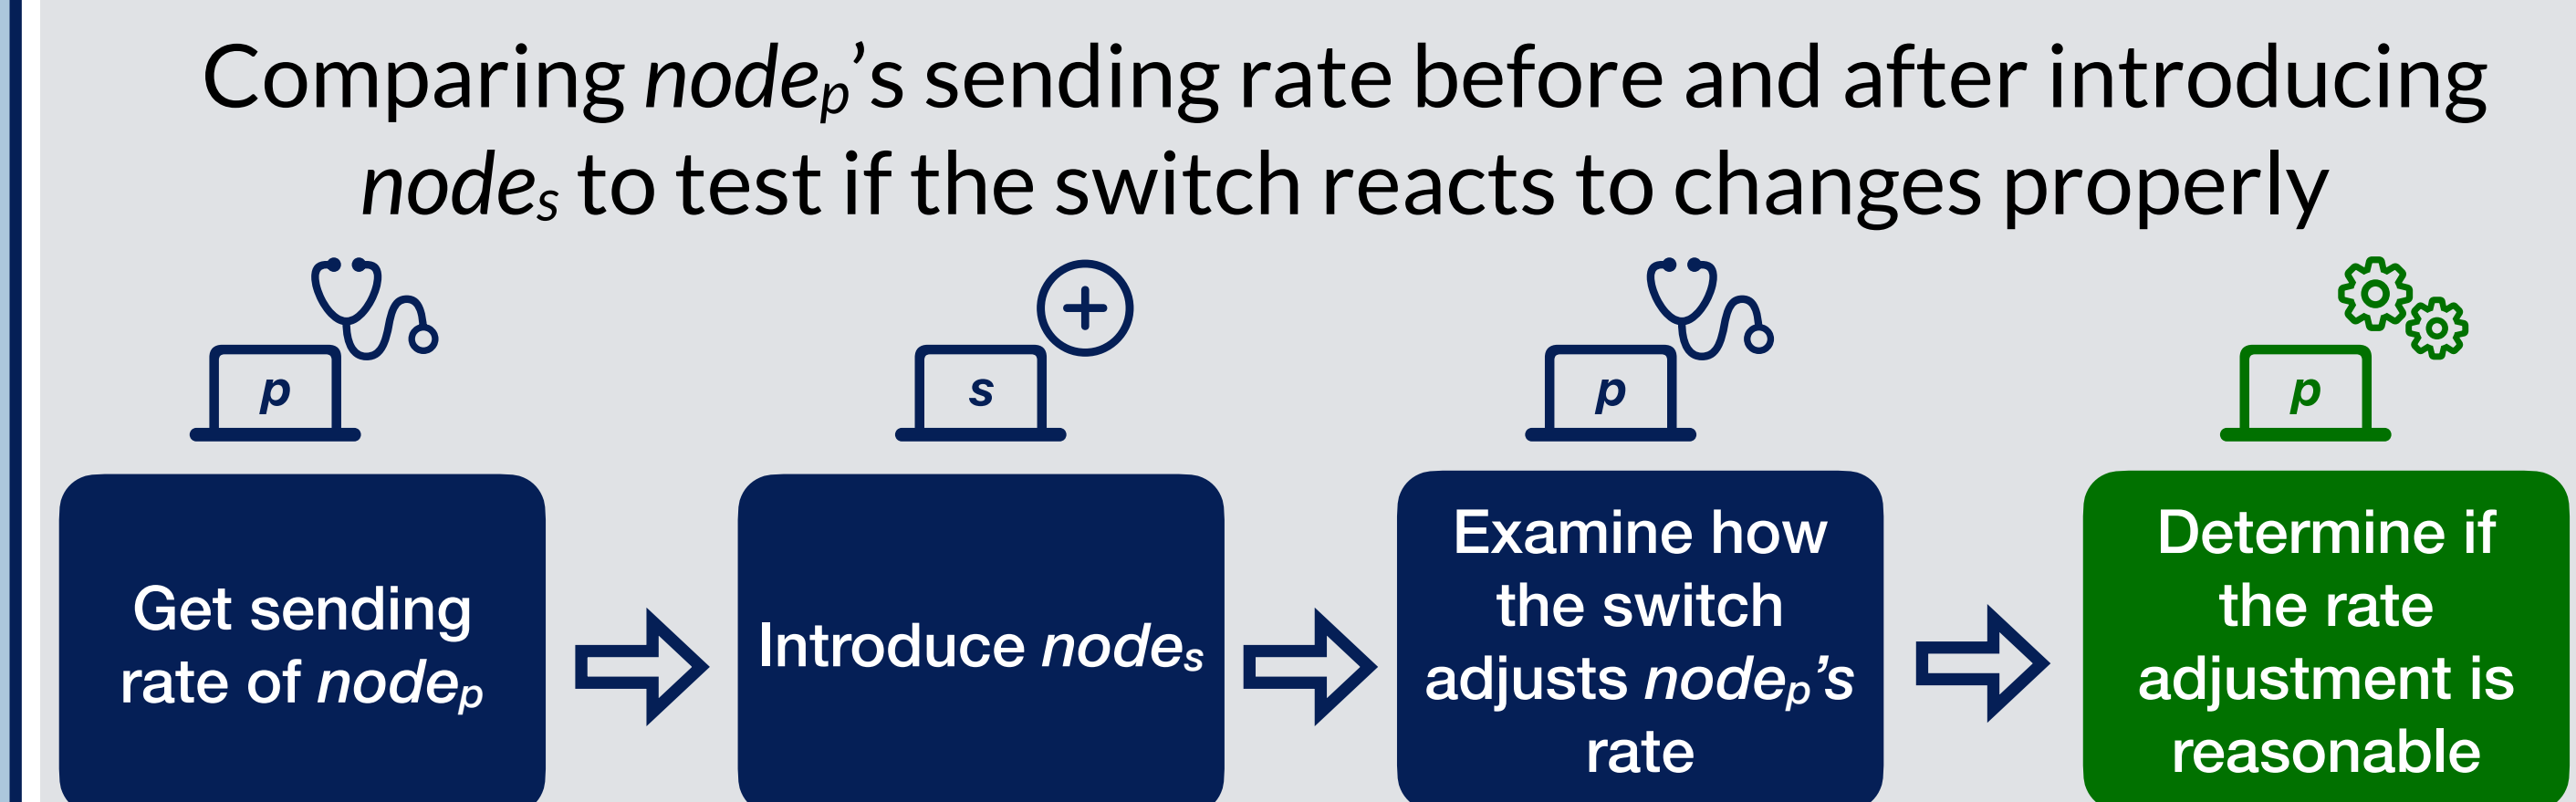 Comparing nodeₚ’s sending rate before and after introducing
nodeₛ to test if the switch reacts to changes properly
p
s
p
p
Get sending
rate of nodeₚ
Introduce nodeₛ
Examine how
the switch
adjusts nodeₚ’s
rate
Determine if
the rate
adjustment is
reasonable